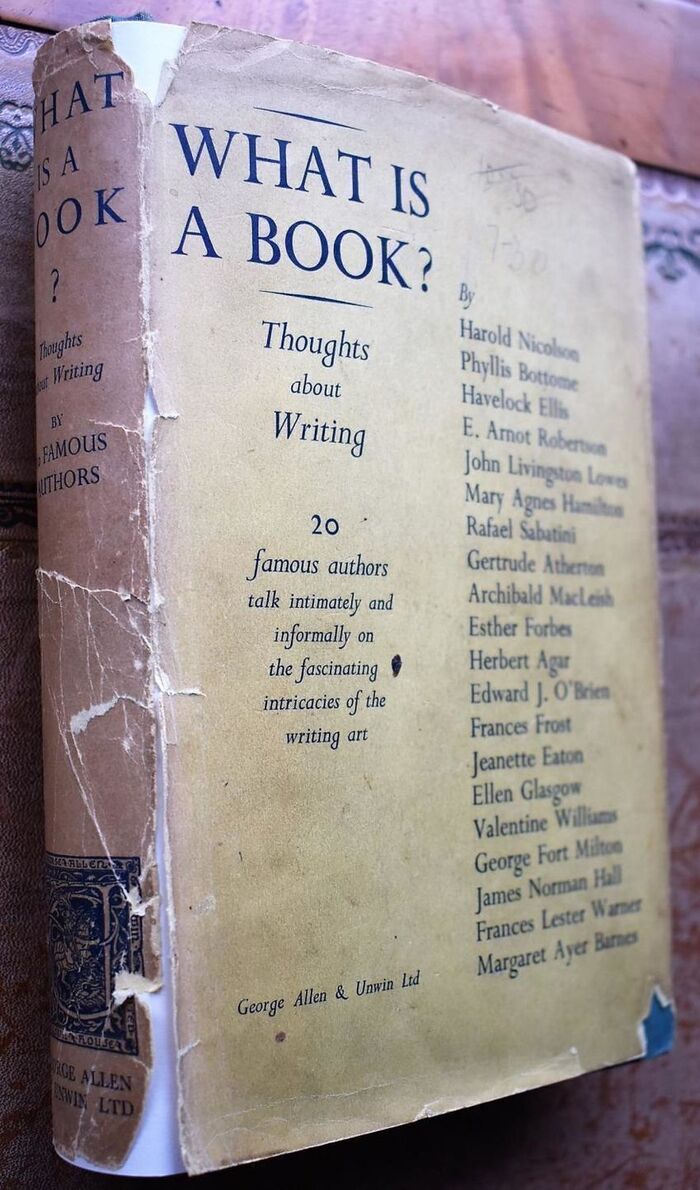 HAT
IS A
OOK
?
Thoughts
Writing
BY
FAMOUS
AUTHORS
ALLEN
UNWIN LTD
WHAT IS
A BOOK?
Thoughts
about
Writing
20
famous authors
talk intimately and
informally on
the fascinating
intricacies of the
writing art
George Allen & Unwin Ltd
7-30
By
Harold Nicolson
Phyllis Bottome
Havelock Ellis
E. Arnot Robertson
John Livingston Lowes
Mary Agnes Hamilton
Rafael Sabatini
Gertrude Atherton
Archibald MacLeish
Esther Forbes
Herbert Agar
Edward J. O'Brien
Frances Frost
Jeanette Eaton
Ellen Glasgow
Valentine Williams
George Fort Milton
James Norman Hall
Frances Lester Warner
Margaret Ayer Barnes